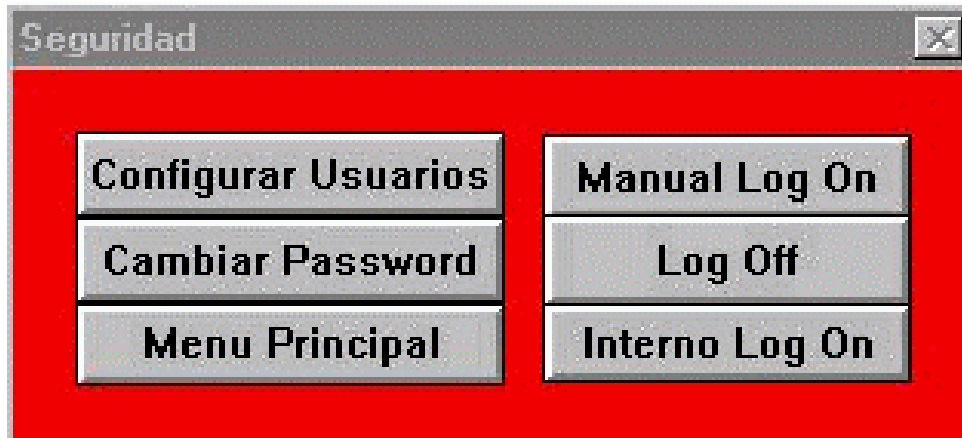 Seguridad
Configurar Usuarios
Manual Log On
Cambiar Password
Log Off
Menu Principal
Interno Log On